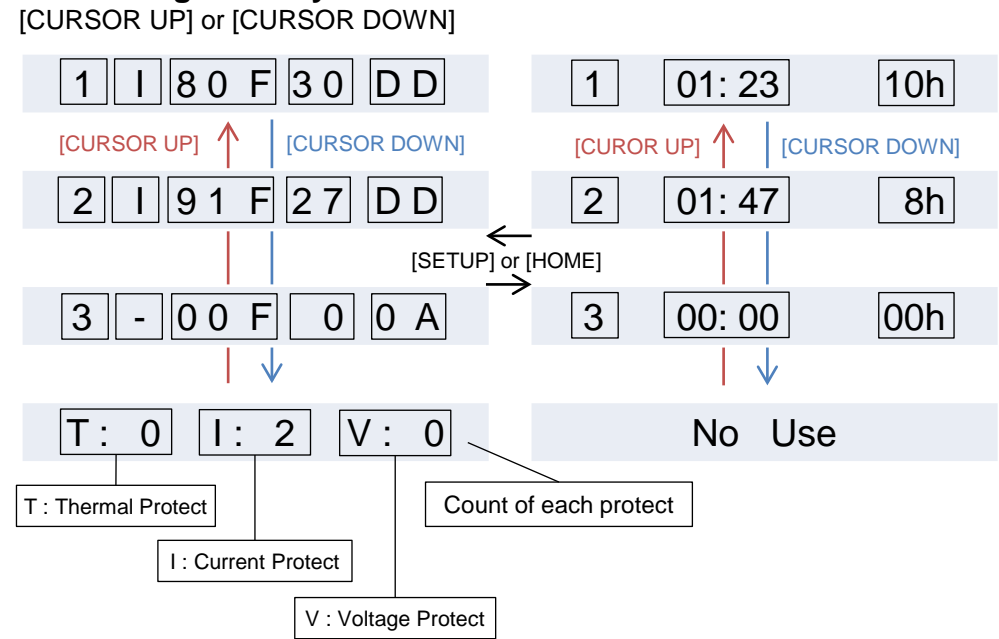 [CURSOR UP] or [CURSOR DOWN]
1 I 80 F 30 DD
1 01:23 10h
[CURSOR UP] [CURSOR DOWN]
[CUROR UP] [CURSOR DOWN]
2 I 91 F 27 DD
2 01:47 8h
[SETUP] or [HOME]
3 - 00 F 0 0 A
3 00:00 00h
T : 0 I : 2 V : 0
No Use
T : Thermal Protect
Count of each protect
I : Current Protect
V : Voltage Protect